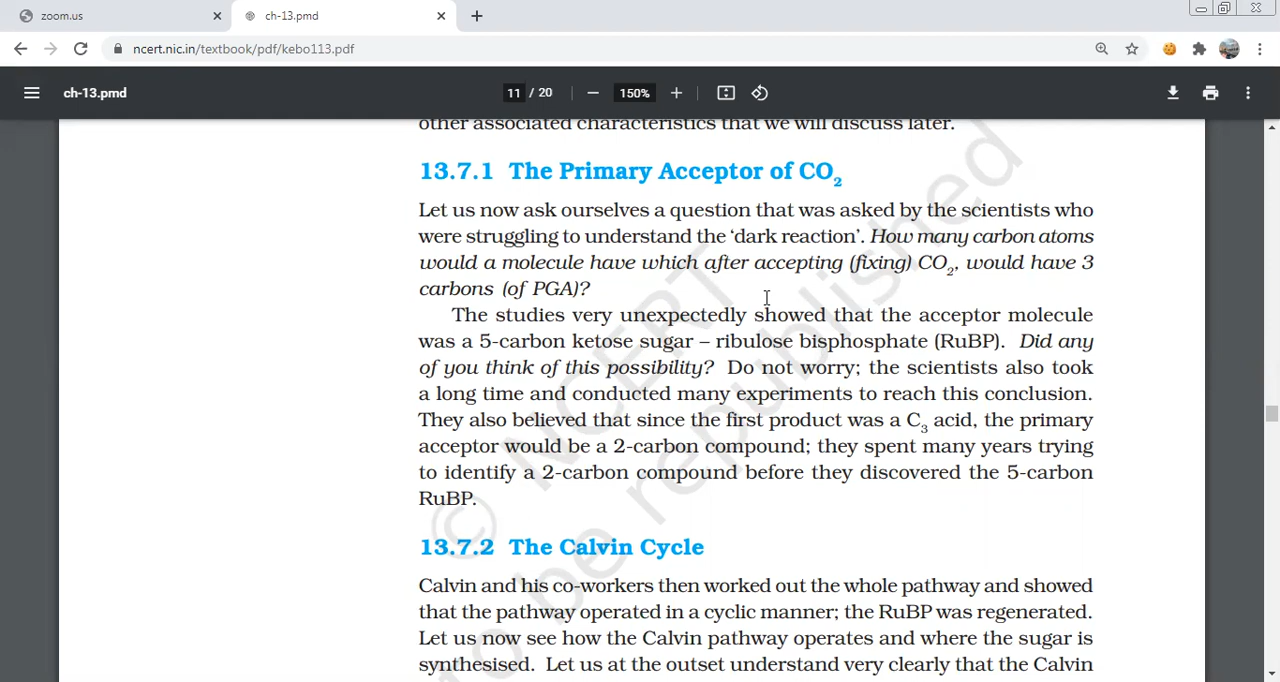 zoom.us
ch-13.pmd
ncert.nic.in/textbook/pdf/kebo113.pdf
ch-13.pmd
11 / 20
150%
other associated characteristics that we will discuss later.
13.7.1 The Primary Acceptor of CO₂
Let us now ask ourselves a question that was asked by the scientists who
were struggling to understand the ‘dark reaction’. How many carbon atoms
would a molecule have which after accepting (fixing) CO₂, would have 3
carbons (of PGA)?
The studies very unexpectedly showed that the acceptor molecule
was a 5-carbon ketose sugar – ribulose bisphosphate (RuBP). Did any
of you think of this possibility? Do not worry; the scientists also took
a long time and conducted many experiments to reach this conclusion.
They also believed that since the first product was a C₃ acid, the primary
acceptor would be a 2-carbon compound; they spent many years trying
to identify a 2-carbon compound before they discovered the 5-carbon
RuBP.
13.7.2 The Calvin Cycle
Calvin and his co-workers then worked out the whole pathway and showed
that the pathway operated in a cyclic manner; the RuBP was regenerated.
Let us now see how the Calvin pathway operates and where the sugar is
synthesised. Let us at the outset understand very clearly that the Calvin
© NCERT
to be republished